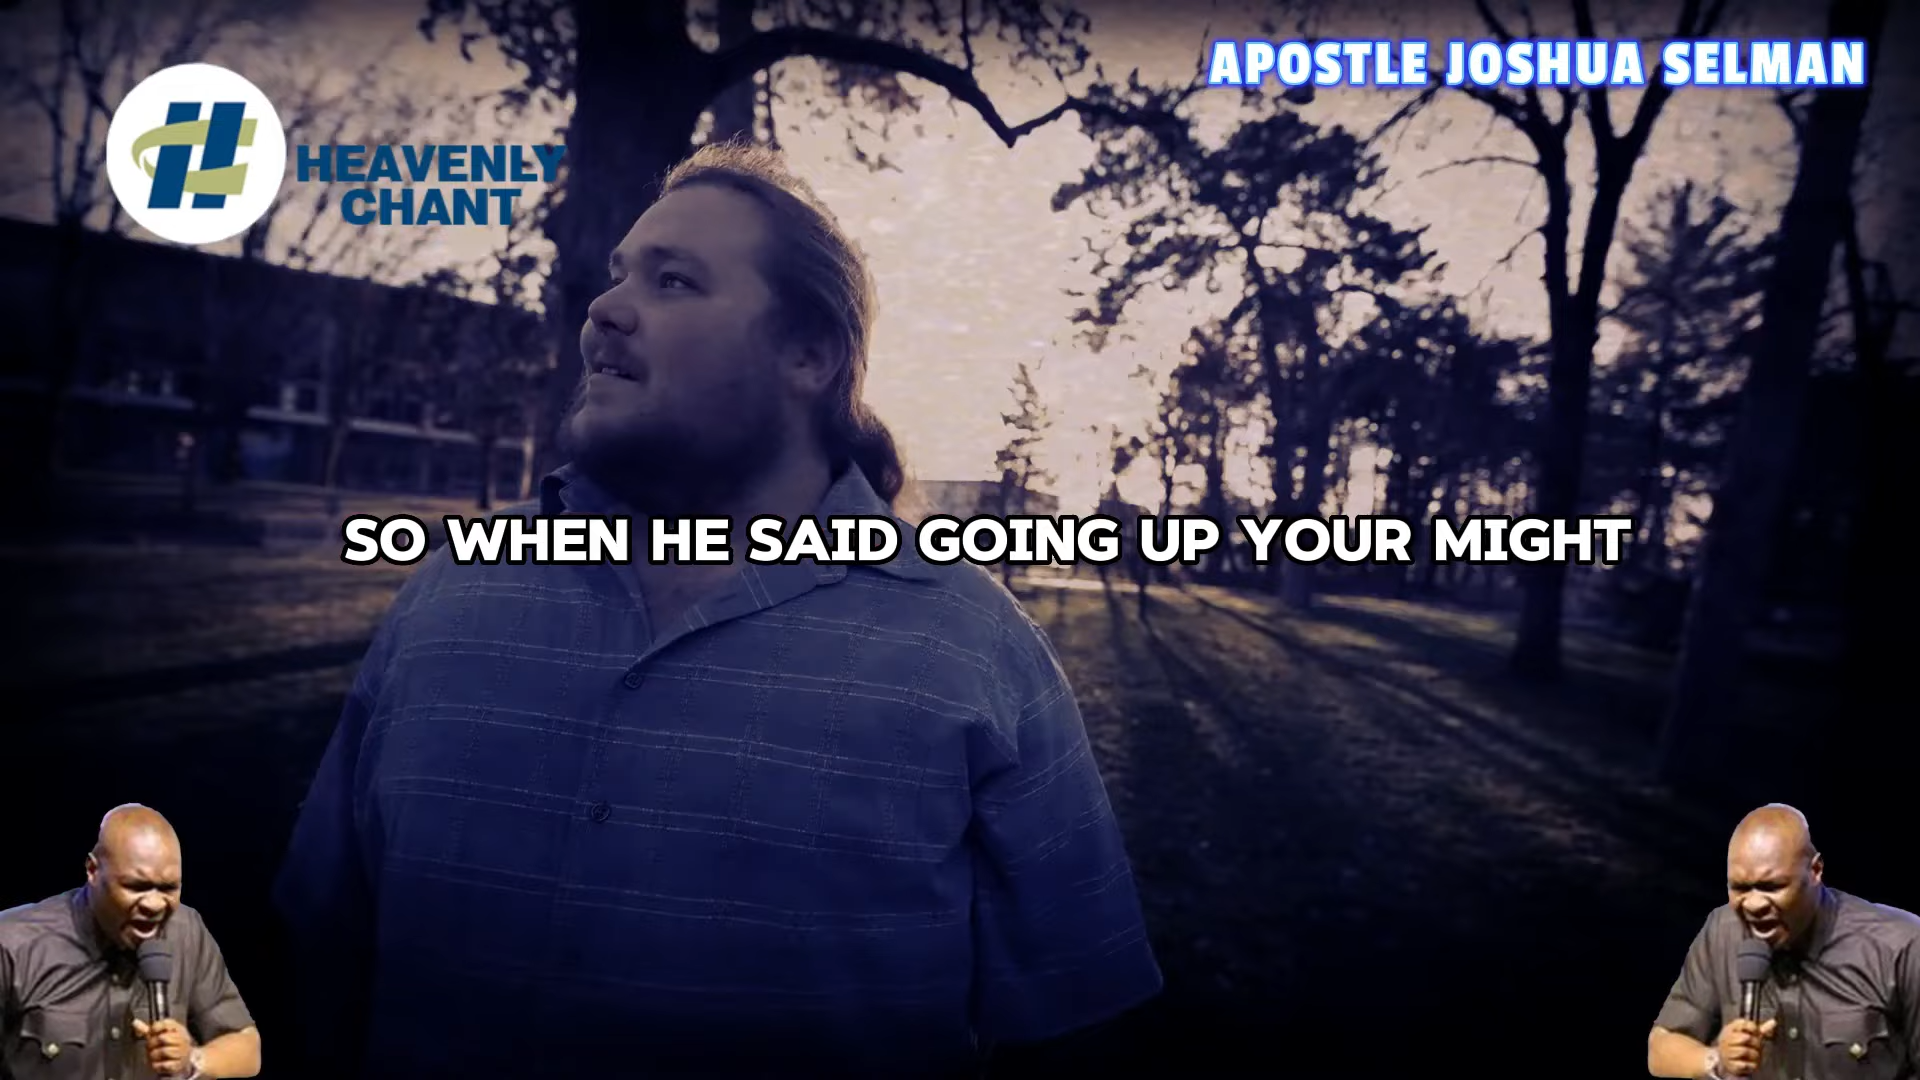 APOSTLE JOSHUA SELMAN
HEAVENLY
CHANT
SO WHEN HE SAID GOING UP YOUR MIGHT